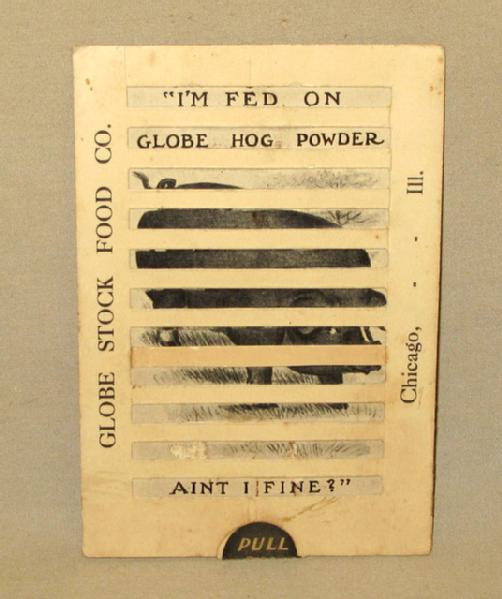 "I'M FED ON
GLOBE HOG POWDER
AINT I FINE?"
GLOBE STOCK FOOD CO.
Chicago, - - Ill.
PULL